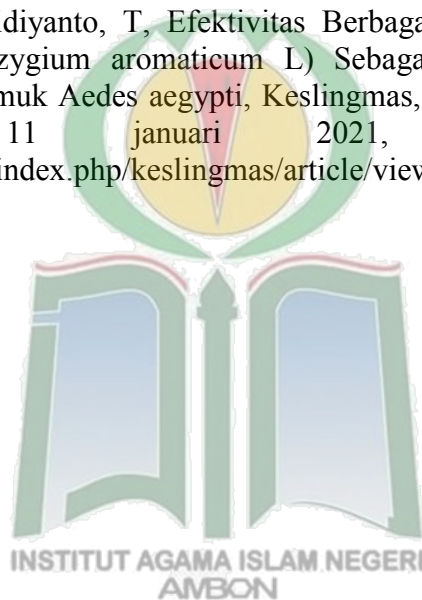 idiyanto, T, Efektivitas Berbaga
zygium aromaticum L) Sebaga
muk Aedes aegypti, Keslingmas,
11 januari 2021,
index.php/keslingmas/article/view
INSTITUT AGAMA ISLAM NEGERI
AMBON